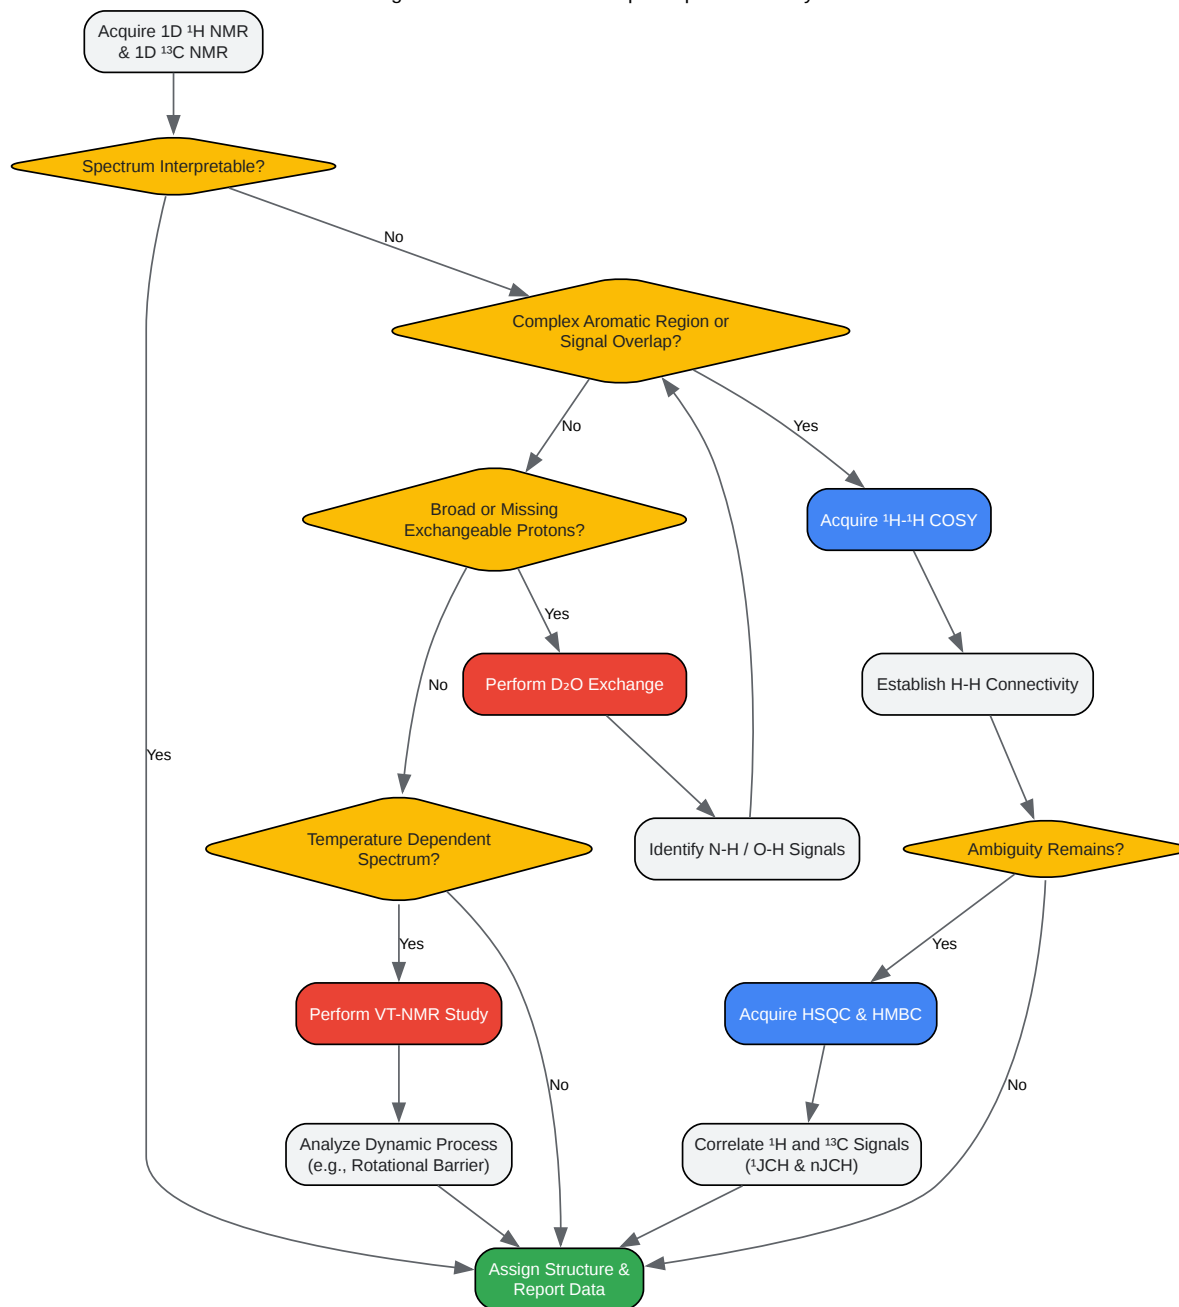 Acquire 1D ¹H NMR
& 1D ¹³C NMR
Spectrum Interpretable?
No
Complex Aromatic Region or
Signal Overlap?
No
Yes
Broad or Missing
Exchangeable Protons?
Acquire ¹H-¹H COSY
Yes
No
Perform D₂O Exchange
Establish H-H Connectivity
Yes
Temperature Dependent
Spectrum?
Identify N-H / O-H Signals
Ambiguity Remains?
Yes
Yes
Perform VT-NMR Study
Acquire HSQC & HMBC
No
No
Analyze Dynamic Process
(e.g., Rotational Barrier)
Correlate ¹H and ¹³C Signals
(¹JCH & nJCH)
Assign Structure &
Report Data